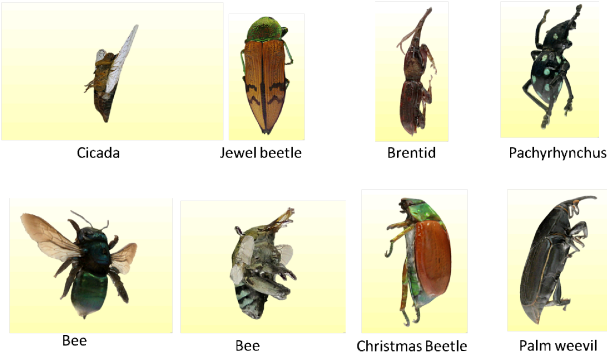 Cicada
Jewel beetle
Brentid
Pachyrhynchus
Bee
Bee
Christmas Beetle
Palm weevil